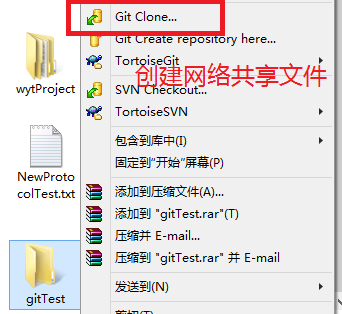 Git Clone...
Git Create repository here...
TortoiseGit
创建网络共享文件
SVN Checkout...
TortoiseSVN
包含到库中(I)
固定到"开始"屏幕(P)
添加到压缩文件(A)...
添加到 "gitTest.rar"(T)
压缩并 E-mail...
压缩到 "gitTest.rar" 并 E-mail
发送到(N)
wytProject
NewProto
colTest.txt
gitTest